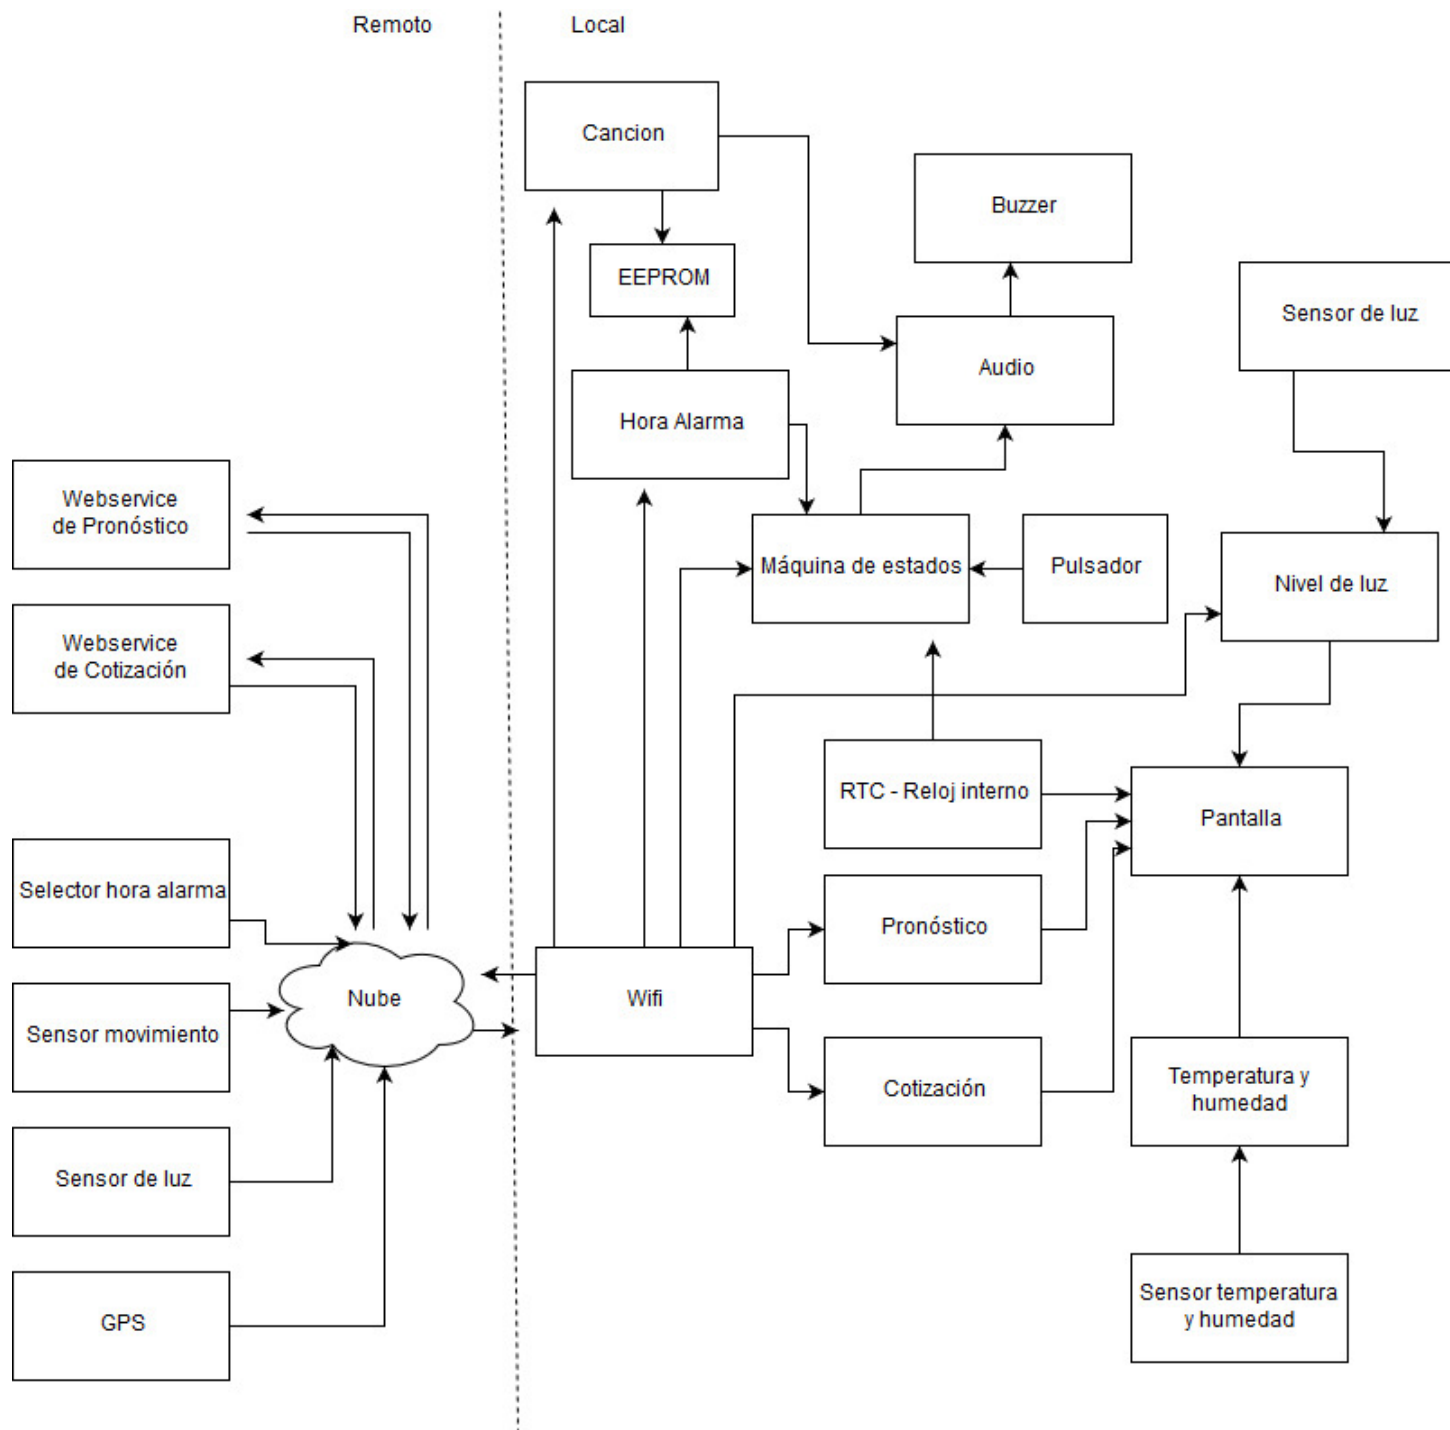 Remoto
Local
Cancion
Buzzer
EEPROM
Sensor de luz
Audio
Hora Alarma
Webservice
de Pronóstico
Máquina de estados
Pulsador
Nivel de luz
Webservice
de Cotización
RTC - Reloj interno
Pantalla
Selector hora alarma
Pronóstico
Nube
Wifi
Sensor movimiento
Cotización
Temperatura y
humedad
Sensor de luz
Sensor temperatura
y humedad
GPS